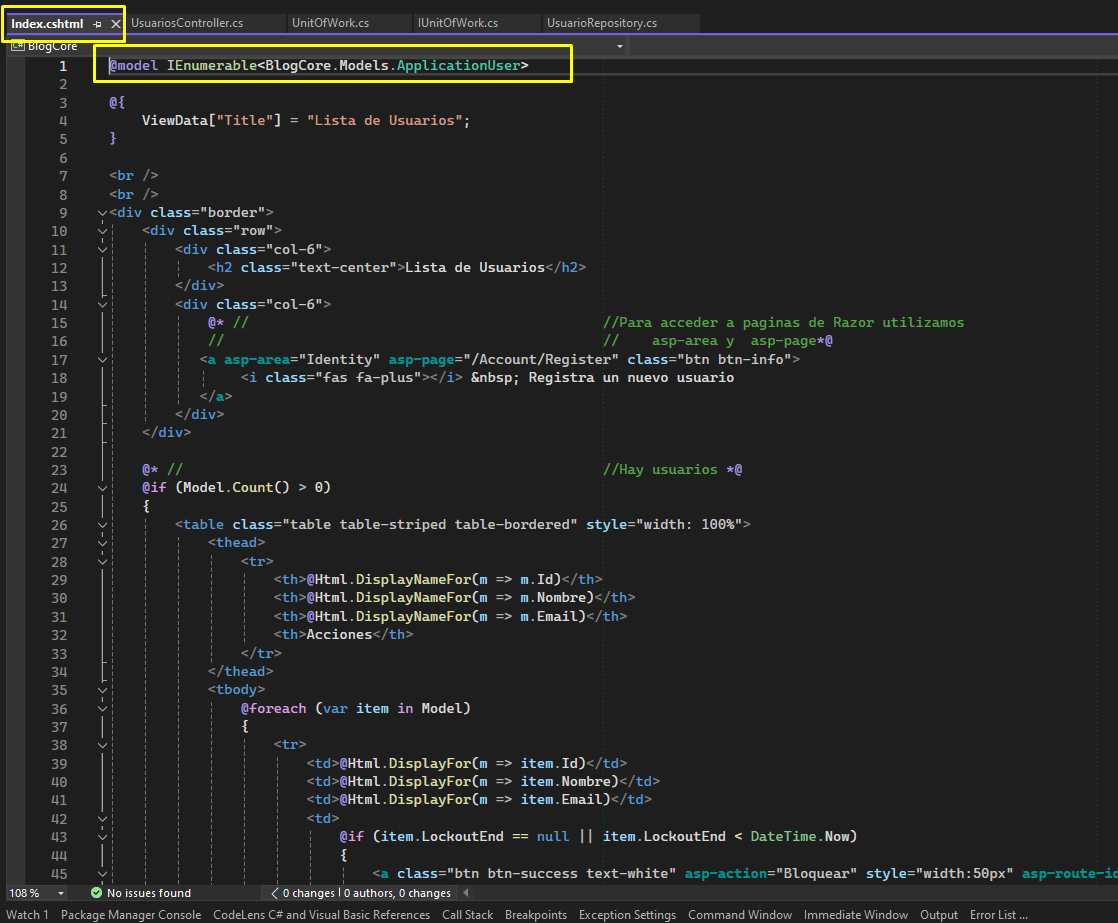 Index.cshtml UsuariosController.cs UnitOfWork.cs IUnitOfWork.cs UsuarioRepository.cs
C# BlogCore
1 @model IEnumerable<BlogCore.Models.ApplicationUser>
2
3 @{
4 ViewData["Title"] = "Lista de Usuarios";
5 }
6
7 <br />
8 <br />
9 <div class="border">
10 <div class="row">
11 <div class="col-6">
12 <h2 class="text-center">Lista de Usuarios</h2>
13 </div>
14 <div class="col-6">
15 @* // //Para acceder a paginas de Razor utilizamos
16 // // asp-area y asp-page*@
17 <a asp-area="Identity" asp-page="/Account/Register" class="btn btn-info">
18 <i class="fas fa-plus"></i> &nbsp; Registra un nuevo usuario
19 </a>
20 </div>
21 </div>
22
23 @* // //Hay usuarios *@
24 @if (Model.Count() > 0)
25 {
26 <table class="table table-striped table-bordered" style="width: 100%">
27 <thead>
28 <tr>
29 <th>@Html.DisplayNameFor(m => m.Id)</th>
30 <th>@Html.DisplayNameFor(m => m.Nombre)</th>
31 <th>@Html.DisplayNameFor(m => m.Email)</th>
32 <th>Acciones</th>
33 </tr>
34 </thead>
35 <tbody>
36 @foreach (var item in Model)
37 {
38 <tr>
39 <td>@Html.DisplayFor(m => item.Id)</td>
40 <td>@Html.DisplayFor(m => item.Nombre)</td>
41 <td>@Html.DisplayFor(m => item.Email)</td>
42 <td>
43 @if (item.LockoutEnd == null || item.LockoutEnd < DateTime.Now)
44 {
45 <a class="btn btn-success text-white" asp-action="Bloquear" style="width:50px" asp-route-id
108 % No issues found 0 changes | 0 authors, 0 changes
Watch 1 Package Manager Console CodeLens C# and Visual Basic References Call Stack Breakpoints Exception Settings Command Window Immediate Window Output Error List ...